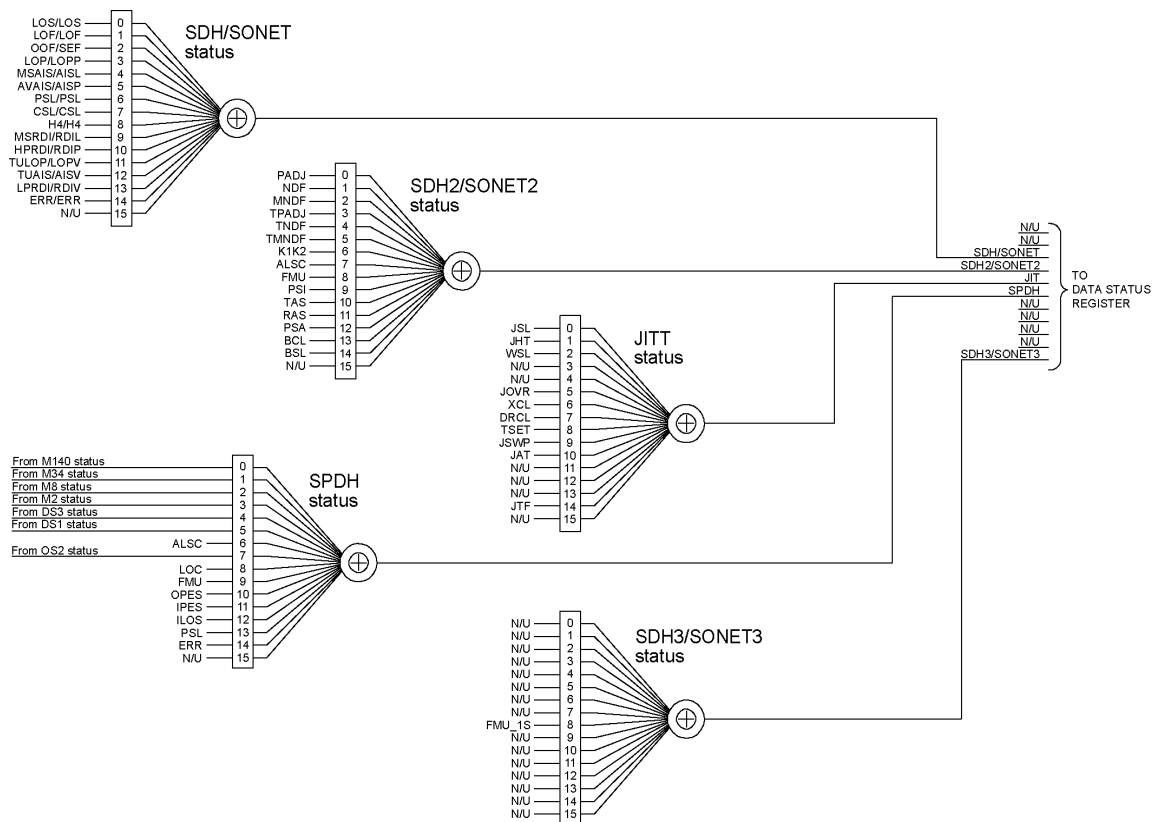 SDH/SONET
status
LOS/LOS 0
LOF/LOF 1
OOF/SEF 2
LOP/LOPP 3
MSAIS/AISL 4
AVAIS/AISP 5
PSL/PSL 6
CSL/CSL 7
H4/H4 8
MSRDI/RDIL 9
HPRDI/RDIP 10
TULOP/LOPV 11
TUAIS/AISV 12
LPRDI/RDIV 13
ERR/ERR 14
N/U 15
SDH2/SONET2
status
PADJ 0
NDF 1
MNDF 2
TPADJ 3
TNDF 4
TMNDF 5
K1K2 6
ALSC 7
FMU 8
PSI 9
TAS 10
RAS 11
PSA 12
BCL 13
BSL 14
N/U 15
N/U
N/U
SDH/SONET
SDH2/SONET2
JIT
SPDH
N/U
N/U
N/U
N/U
SDH3/SONET3
TO
DATA STATUS
REGISTER
JITT
status
JSL 0
JHT 1
WSL 2
N/U 3
N/U 4
JOVR 5
XCL 6
DRCL 7
TSET 8
JSWP 9
JAT 10
N/U 11
N/U 12
N/U 13
JTF 14
N/U 15
SPDH
status
From M140 status 0
From M34 status 1
From M8 status 2
From M2 status 3
From DS3 status 4
From DS1 status 5
ALSC 6
From OS2 status 7
LOC 8
FMU 9
OPES 10
IPES 11
ILOS 12
PSL 13
ERR 14
N/U 15
SDH3/SONET3
status
N/U 0
N/U 1
N/U 2
N/U 3
N/U 4
N/U 5
N/U 6
N/U 7
FMU_1S 8
N/U 9
N/U 10
N/U 11
N/U 12
N/U 13
N/U 14
N/U 15